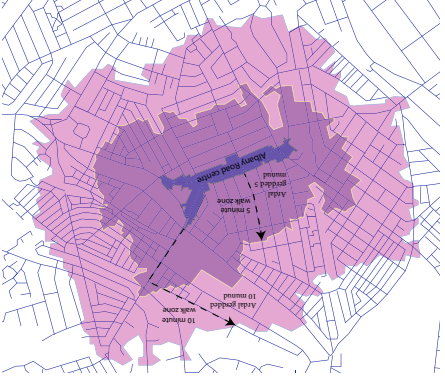 Albany Road centre
5 minute
walk zone
Ardal
gerdded 5
munud
10 minute
walk zone
Ardal gerdded
10 munud